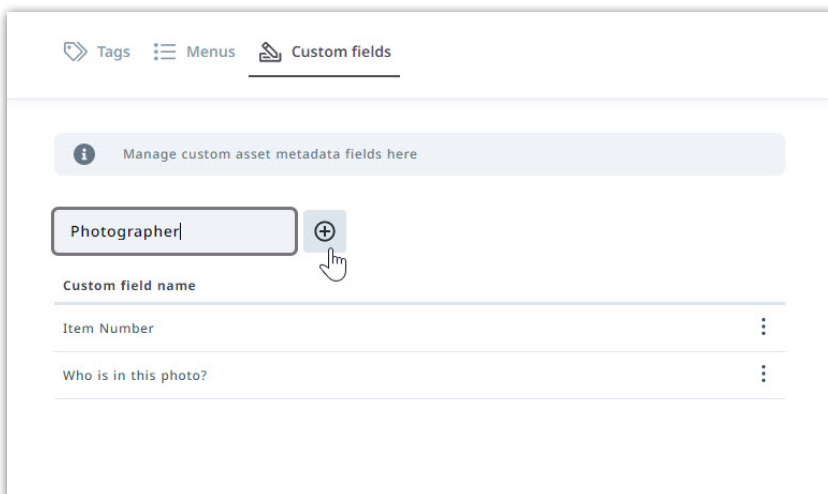 Tags Menus Custom fields
Manage custom asset metadata fields here
Photographer
Custom field name
Item Number
Who is in this photo?